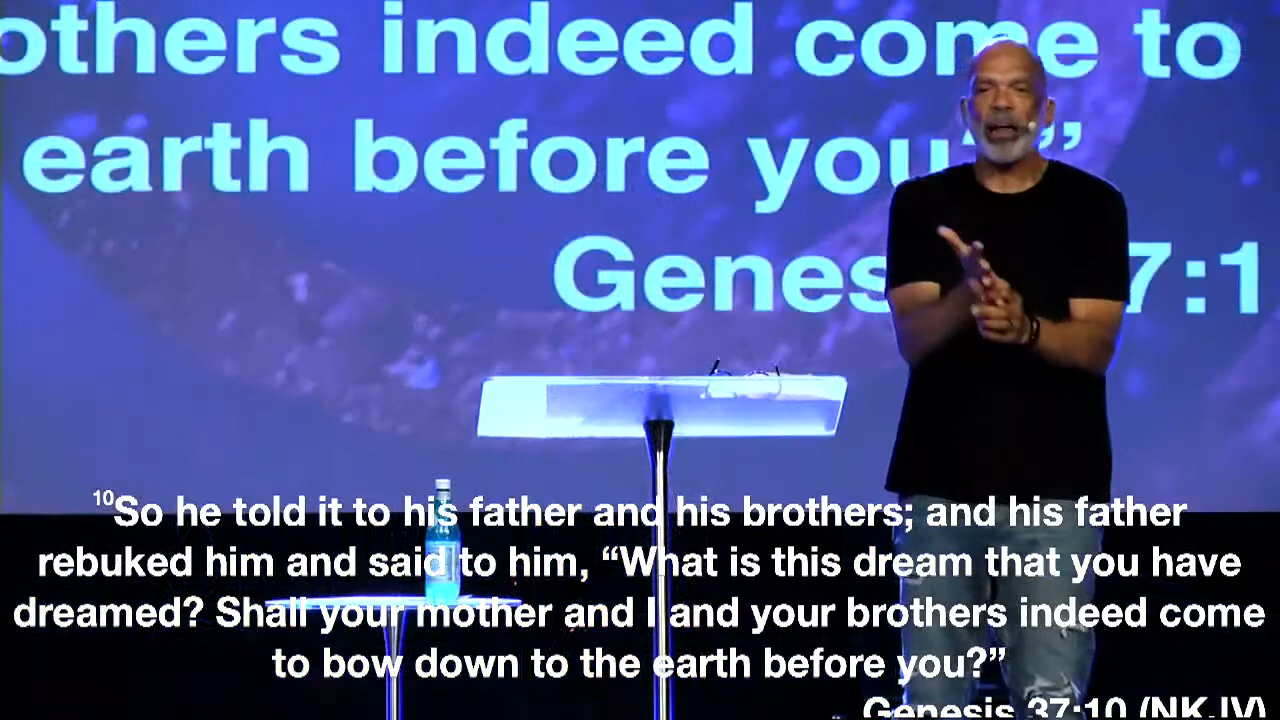 others indeed come to
earth before you?”
Genesis 37:1
¹⁰So he told it to his father and his brothers; and his father
rebuked him and said to him, “What is this dream that you have
dreamed? Shall your mother and I and your brothers indeed come
to bow down to the earth before you?”
Genesis 37:10 (NKJV)